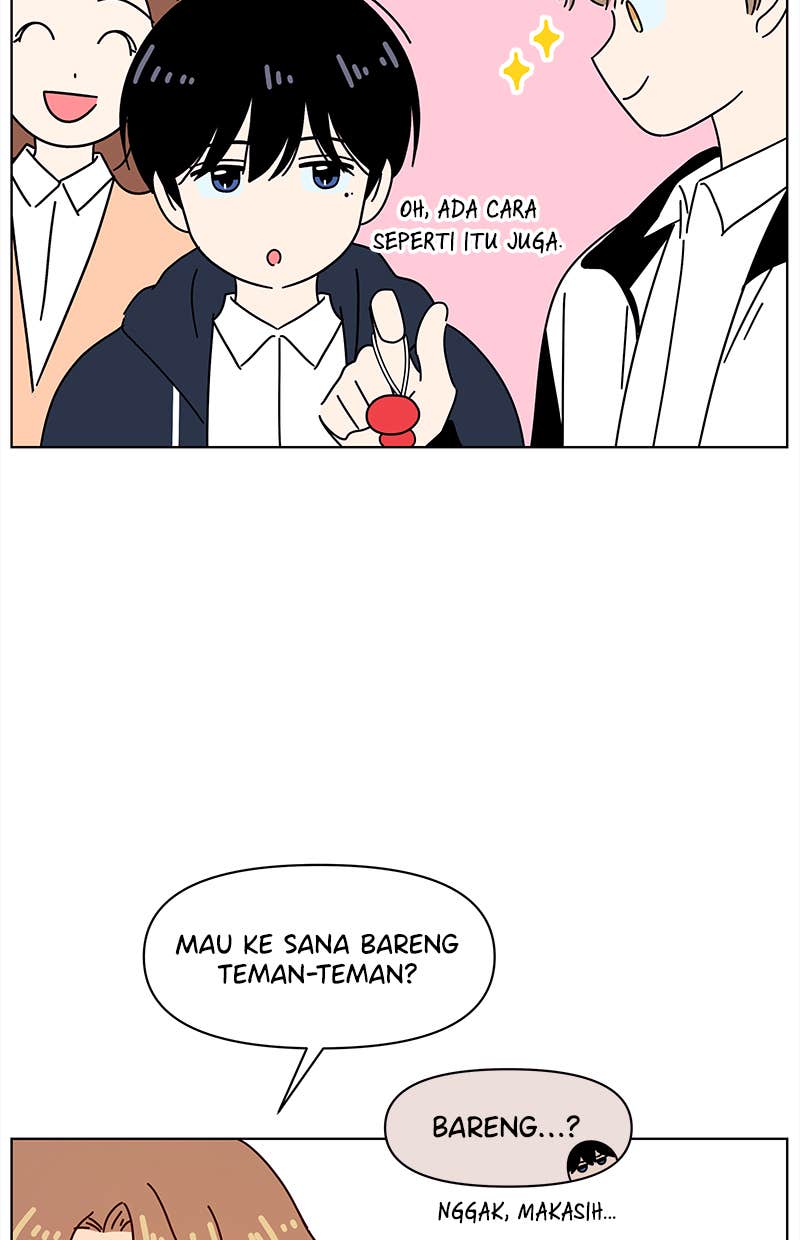 OH, ADA CARA
SEPERTI ITU JUGA.
MAU KE SANA BARENG
TEMAN-TEMAN?
BARENG...?
NGGAK, MAKASIH...